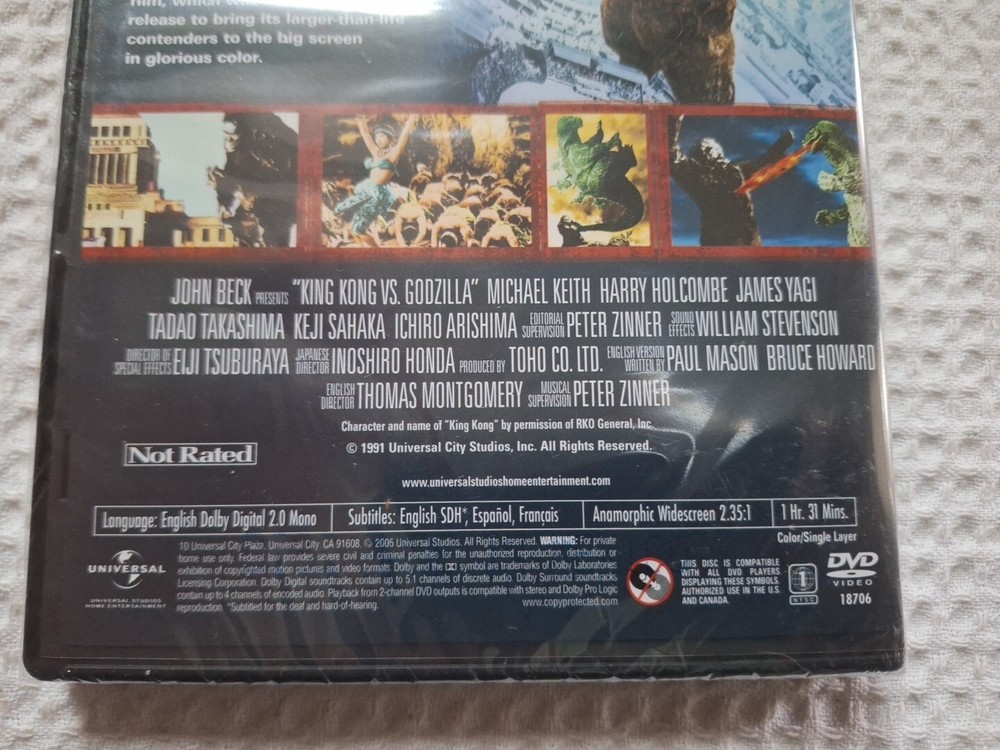 him, which
release to bring its larger-than-life
contenders to the big screen
in glorious color.
JOHN BECK PRESENTS "KING KONG VS. GODZILLA" MICHAEL KEITH HARRY HOLCOMBE JAMES YAGI
TADAO TAKASHIMA KEJI SAHAKA ICHIRO ARISHIMA EDITORIAL SUPERVISION PETER ZINNER SOUND EFFECTS WILLIAM STEVENSON
DIRECTOR OF SPECIAL EFFECTS EIJI TSUBURAYA JAPANESE DIRECTOR INOSHIRO HONDA PRODUCED BY TOHO CO. LTD. ENGLISH VERSION WRITTEN BY PAUL MASON BRUCE HOWARD
ENGLISH DIRECTOR THOMAS MONTGOMERY MUSICAL SUPERVISION PETER ZINNER
Character and name of "King Kong" by permission of RKO General, Inc.
Not Rated
© 1991 Universal City Studios, Inc. All Rights Reserved.
www.universalstudioshomeentertainment.com
Language: English Dolby Digital 2.0 Mono
Subtitles: English SDH*, Español, Français
Anamorphic Widescreen 2.35:1
1 Hr. 31 Mins.
Color/Single Layer
UNIVERSAL
UNIVERSAL STUDIOS
HOME ENTERTAINMENT
10 Universal City Plaza, Universal City, CA 91608. © 2005 Universal Studios. All Rights Reserved. WARNING: For private
home use only. Federal law provides severe civil and criminal penalties for the unauthorized reproduction, distribution or
exhibition of copyrighted motion pictures and video formats. Dolby and the symbol are trademarks of Dolby Laboratories
Licensing Corporation. Dolby Digital soundtracks contain up to 5.1 channels of discrete audio. Dolby Surround soundtracks
contain up to 4 channels of encoded audio. Playback from 2-channel DVD outputs is compatible with stereo and Dolby Pro Logic
reproduction. *Subtitled for the deaf and hard-of-hearing.
www.copyprotected.com
THIS DISC IS COMPATIBLE
WITH ALL DVD PLAYERS
DISPLAYING THESE SYMBOLS.
AUTHORIZED USE IN THE U.S.
AND CANADA.
1
NTSC
DVD
VIDEO
18706